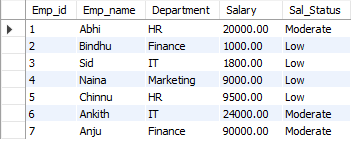 Emp_id Emp_name Department Salary Sal_Status
1 Abhi HR 20000.00 Moderate
2 Bindhu Finance 1000.00 Low
3 Sid IT 1800.00 Low
4 Naina Marketing 9000.00 Low
5 Chinnu HR 9500.00 Low
6 Ankith IT 24000.00 Moderate
7 Anju Finance 90000.00 Moderate